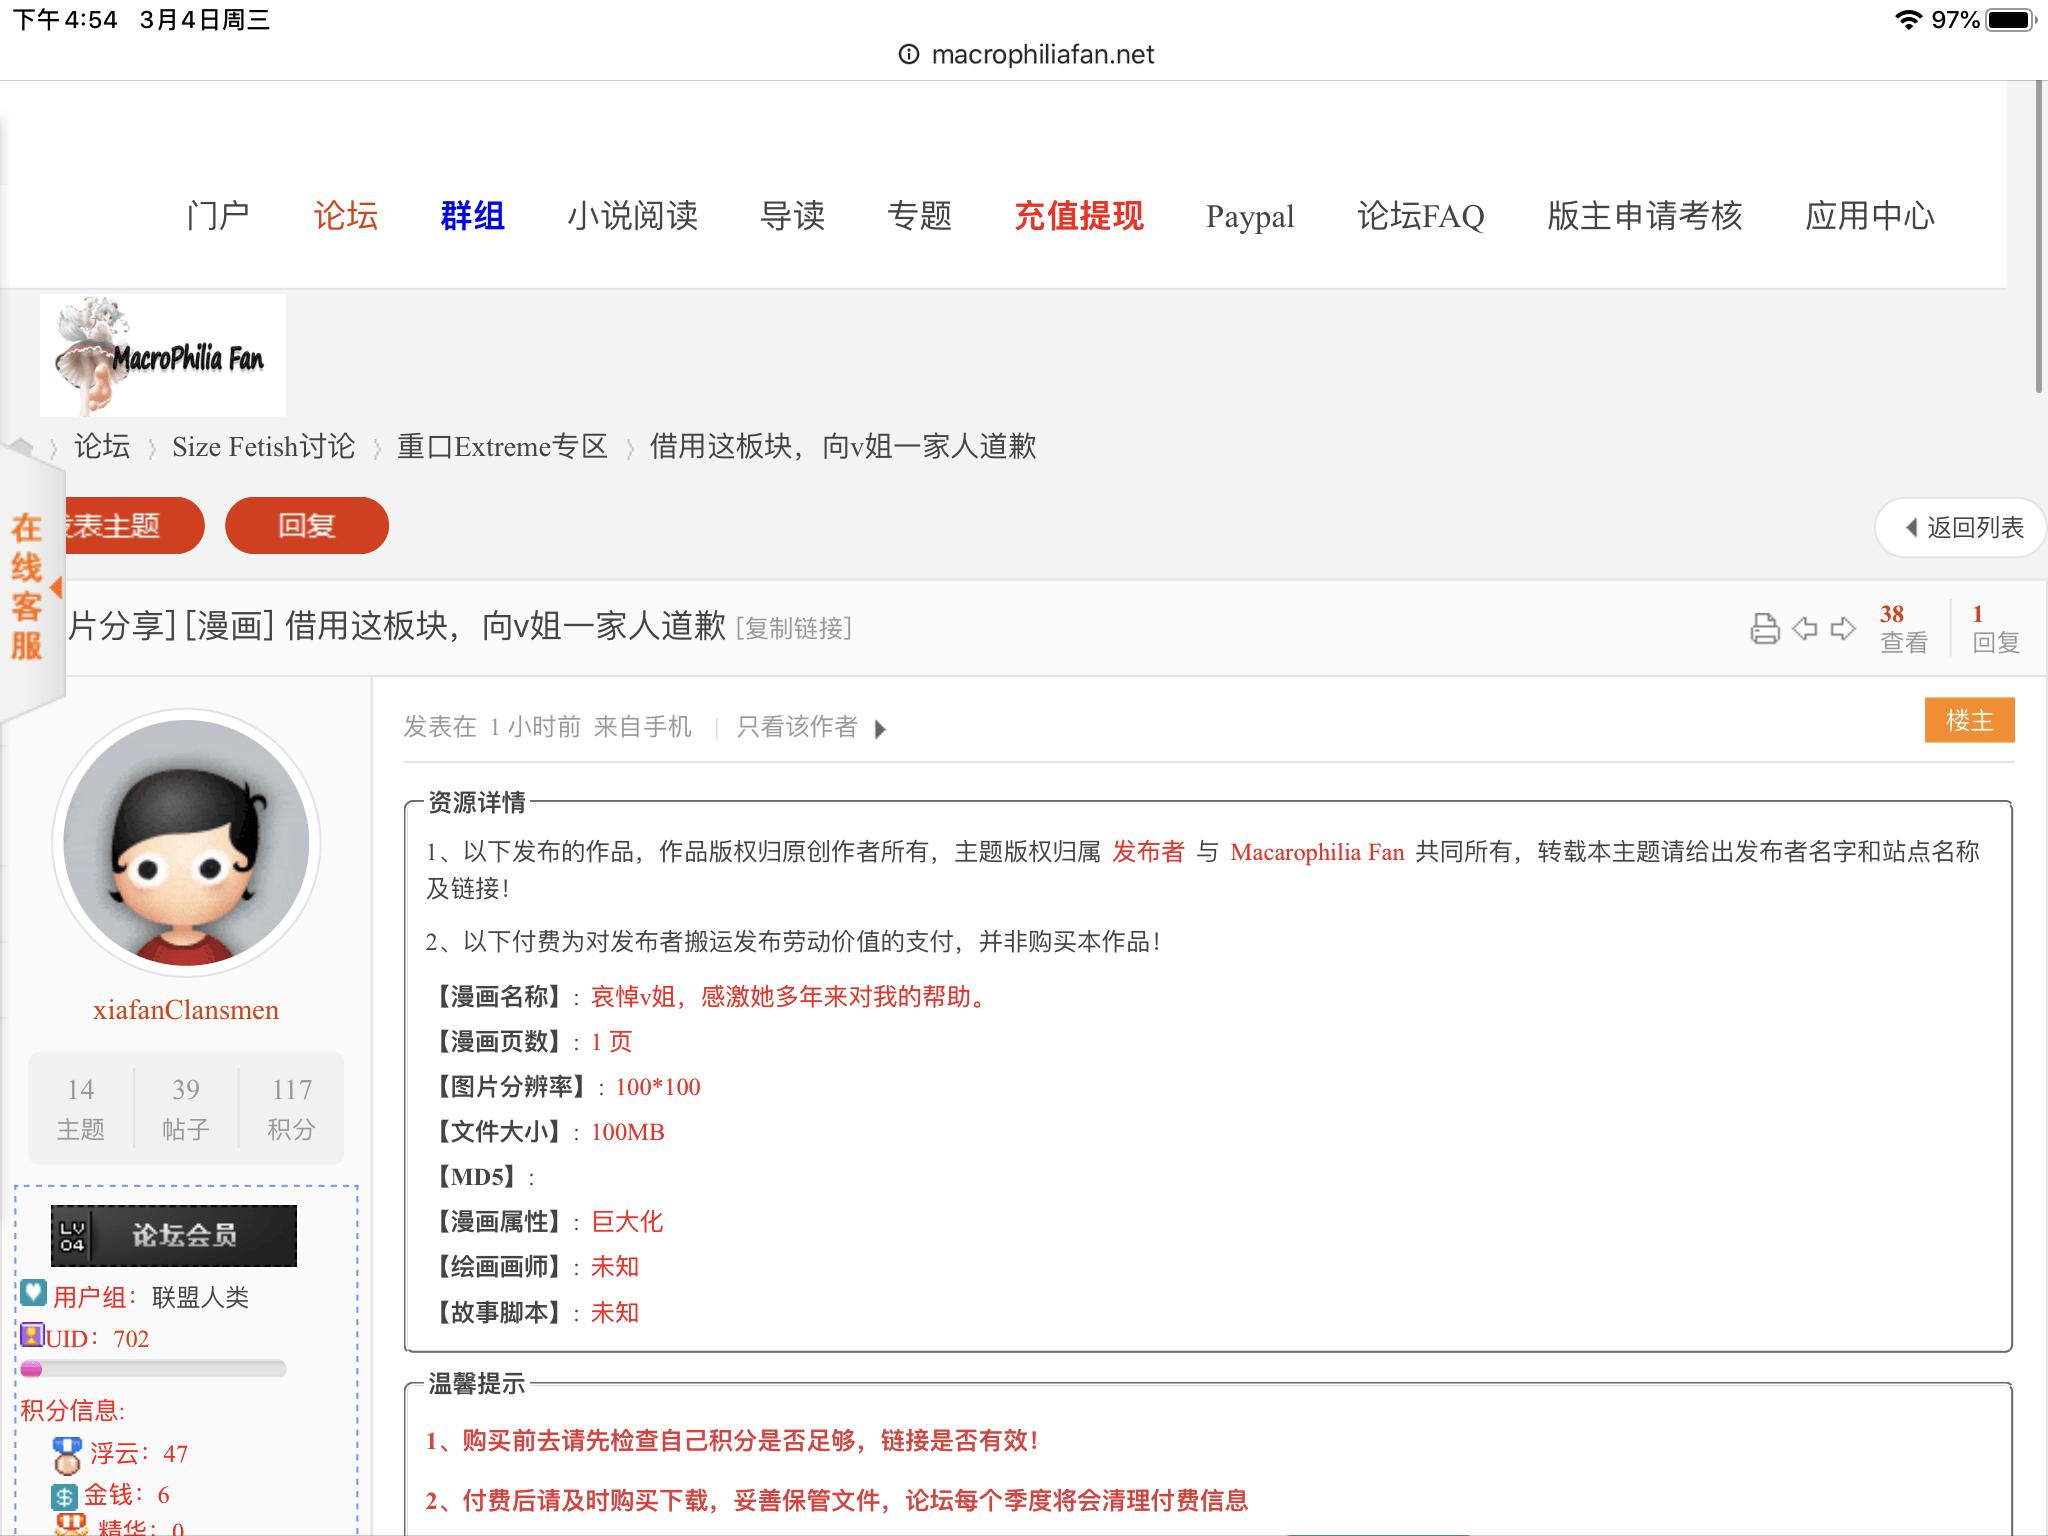 下午4:54 3月4日周三
97%
macrophiliafan.net
门户 论坛 群组 小说阅读 导读 专题 充值提现 Paypal 论坛FAQ 版主申请考核 应用中心
MacroPhilia Fan
论坛 〉 Size Fetish讨论 〉 重口Extreme专区 〉 借用这板块，向v姐一家人道歉
表主题 回复
返回列表
在线客服
片分享] [漫画] 借用这板块，向v姐一家人道歉 [复制链接]
38 查看
1 回复
发表在 1 小时前 来自手机 | 只看该作者
楼主
xiafanClansmen
14 主题
39 帖子
117 积分
LV 04 论坛会员
用户组：联盟人类
UID：702
积分信息:
浮云：47
金钱：6
精华：0
资源详情
1、以下发布的作品，作品版权归原创作者所有，主题版权归属 发布者 与 Macarophilia Fan 共同所有，转载本主题请给出发布者名字和站点名称
及链接！
2、以下付费为对发布者搬运发布劳动价值的支付，并非购买本作品！
【漫画名称】: 哀悼v姐，感激她多年来对我的帮助。
【漫画页数】: 1 页
【图片分辨率】: 100*100
【文件大小】: 100MB
【MD5】:
【漫画属性】: 巨大化
【绘画画师】: 未知
【故事脚本】: 未知
温馨提示
1、购买前去请先检查自己积分是否足够，链接是否有效！
2、付费后请及时购买下载，妥善保管文件，论坛每个季度将会清理付费信息